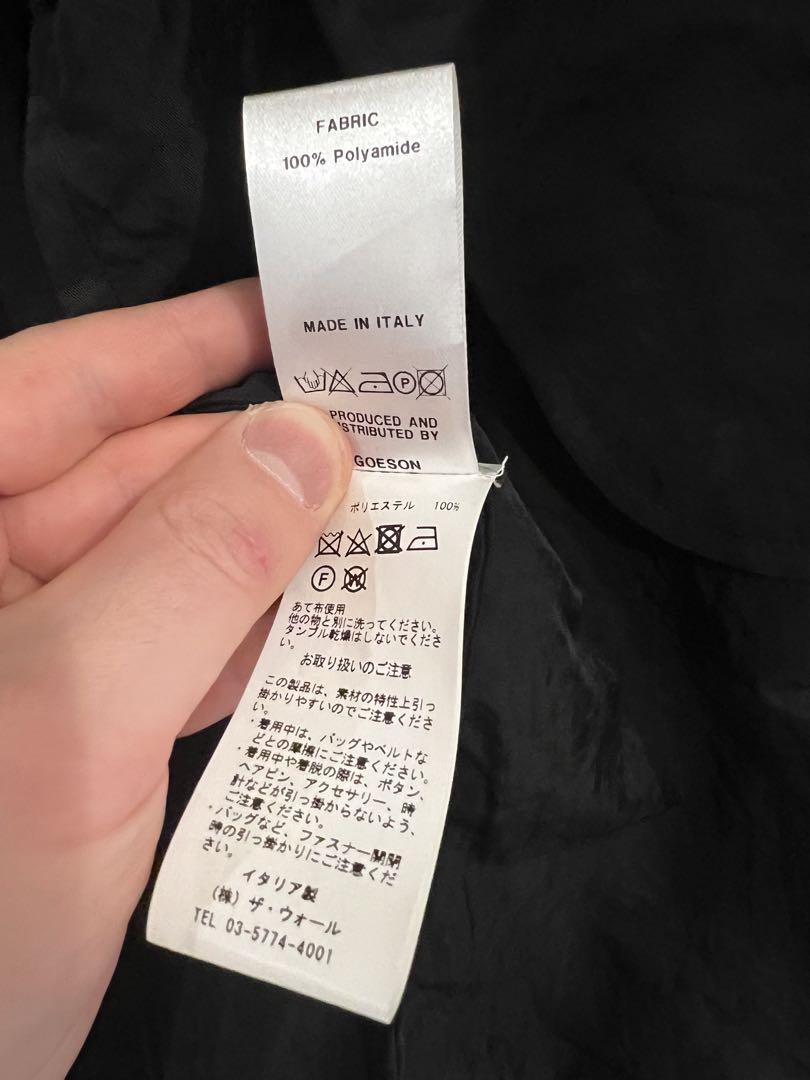 FABRIC
100% Polyamide
MADE IN ITALY
P
PRODUCED AND
DISTRIBUTED BY
GOESON
ポリエステル 100%
F W
あて布使用
他の物と別に洗ってください。
タンブル乾燥はしないでくださ
い。
お取り扱いのご注意
この製品は、素材の特性上引っ
掛かりやすいのでご注意くださ
い。
・着用中は、バッグやベルトな
どとの摩擦にご注意ください。
・着用中や着脱の際は、ボタン、
ヘアピン、アクセサリー、時
計などが引っ掛からないよう、
ご注意ください。
・バッグなど、ファスナー開閉
時の引っ掛かりにご注意くだ
さい。
イタリア製
(株) ザ・ウォール
TEL 03-5774-4001